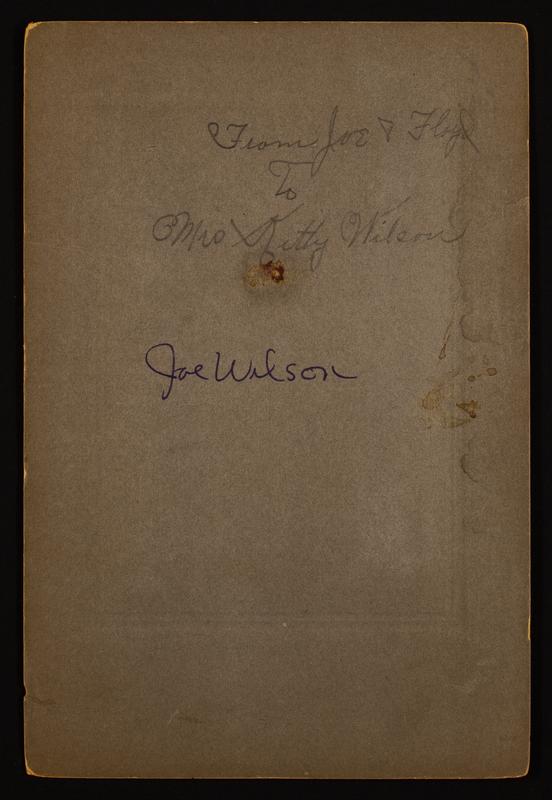 From Joe & Floyd
To
Mrs Kitty Wilson
Joe Wilson